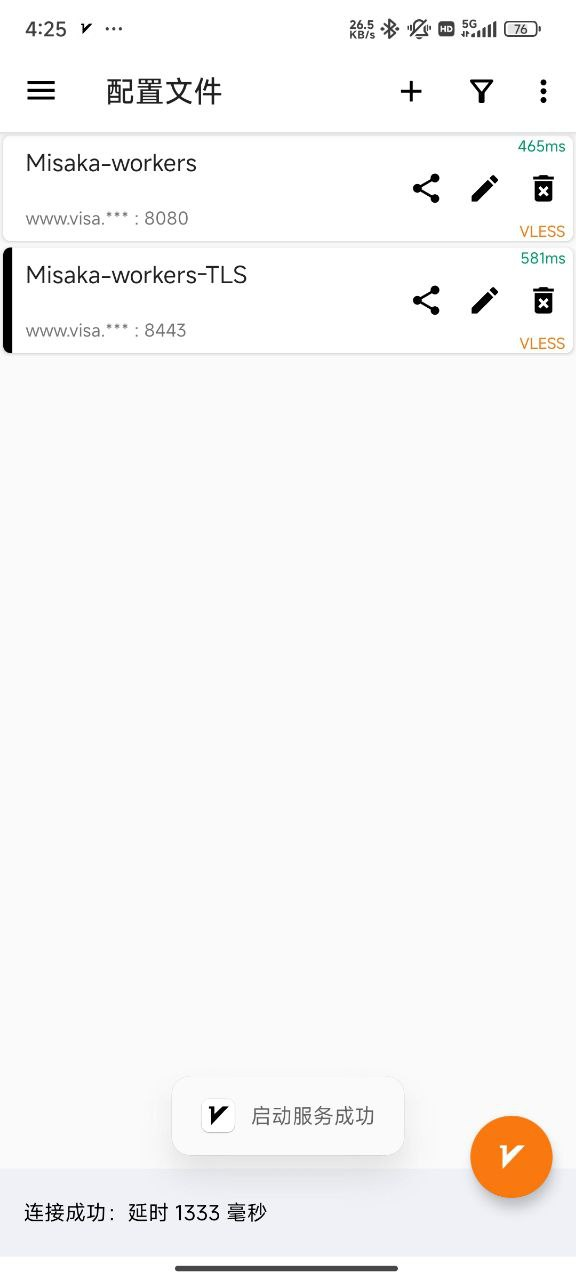 4:25
26.5 KB/s
HD
5G
76
配置文件
465ms
Misaka-workers
www.visa.*** : 8080
VLESS
581ms
Misaka-workers-TLS
www.visa.*** : 8443
VLESS
启动服务成功
连接成功：延时 1333 毫秒